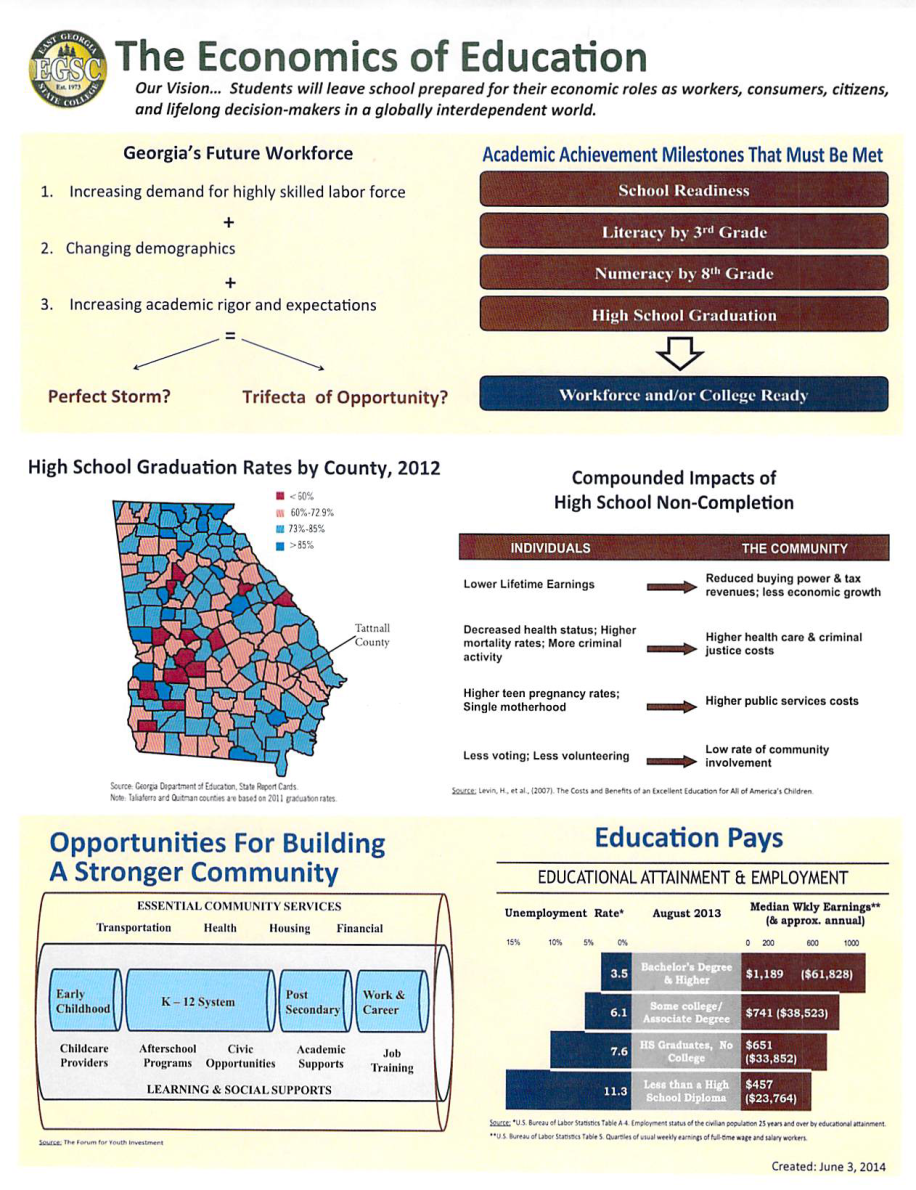 EAST GEORGIA
EGSC
Est. 1973
STATE COLLEGE
The Economics of Education
Our Vision... Students will leave school prepared for their economic roles as workers, consumers, citizens,
and lifelong decision-makers in a globally interdependent world.
Georgia's Future Workforce
1. Increasing demand for highly skilled labor force
+
2. Changing demographics
+
3. Increasing academic rigor and expectations
=
Perfect Storm? Trifecta of Opportunity?
Academic Achievement Milestones That Must Be Met
School Readiness
Literacy by 3rd Grade
Numeracy by 8th Grade
High School Graduation
Workforce and/or College Ready
High School Graduation Rates by County, 2012
<60%
60%-72.9%
73%-85%
>85%
Tattnall
County
Source: Georgia Department of Education, State Report Cards.
Note: Taliaferro and Quitman counties are based on 2011 graduation rates.
Compounded Impacts of
High School Non-Completion
INDIVIDUALS THE COMMUNITY
Lower Lifetime Earnings
Reduced buying power & tax
revenues; less economic growth
Decreased health status; Higher
mortality rates; More criminal
activity
Higher health care & criminal
justice costs
Higher teen pregnancy rates;
Single motherhood
Higher public services costs
Less voting; Less volunteering
Low rate of community
involvement
Source: Levin, H., et al., (2007). The Costs and Benefits of an Excellent Education for All of America's Children.
Opportunities For Building
A Stronger Community
ESSENTIAL COMMUNITY SERVICES
Transportation Health Housing Financial
Early
Childhood
K – 12 System
Post
Secondary
Work &
Career
Childcare
Providers
Afterschool
Programs
Civic
Opportunities
Academic
Supports
Job
Training
LEARNING & SOCIAL SUPPORTS
Source: The Forum for Youth Investment
Education Pays
EDUCATIONAL ATTAINMENT & EMPLOYMENT
Unemployment Rate* August 2013 Median Wkly Earnings**
(& approx. annual)
15% 10% 5% 0% 0 200 600 1000
3.5 Bachelor's Degree
& Higher
$1,189 ($61,828)
6.1 Some college/
Associate Degree
$741 ($38,523)
7.6 HS Graduates, No
College
$651
($33,852)
11.3 Less than a High
School Diploma
$457
($23,764)
Source: *U.S. Bureau of Labor Statistics Table A-4. Employment status of the civilian population 25 years and over by educational attainment.
**U.S. Bureau of Labor Statistics Table 5. Quartiles of usual weekly earnings of full-time wage and salary workers.
Created: June 3, 2014